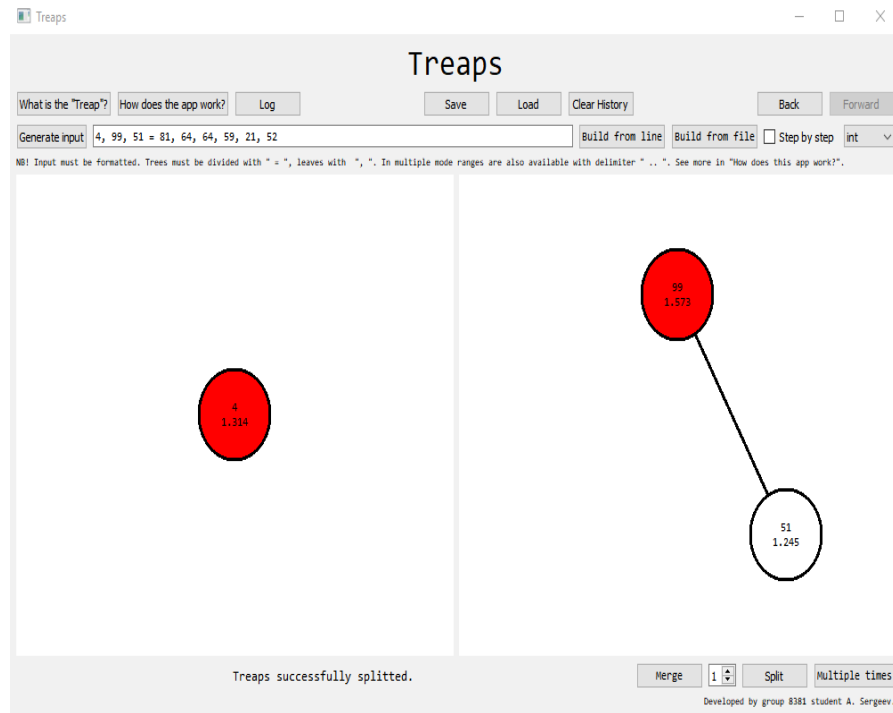 Treaps
Treaps
What is the "Treap"? How does the app work? Log Save Load Clear History Back Forward
Generate input 4, 99, 51 = 81, 64, 64, 59, 21, 52 Build from line Build from file Step by step int
NB! Input must be formatted. Trees must be divided with " = ", leaves with ", ". In multiple mode ranges are also available with delimiter " .. ". See more in "How does this app work?".
99
1.573
4
1.314
51
1.245
Treaps successfully splitted. Merge 1 Split Multiple times
Developed by group 8381 student A. Sergeev